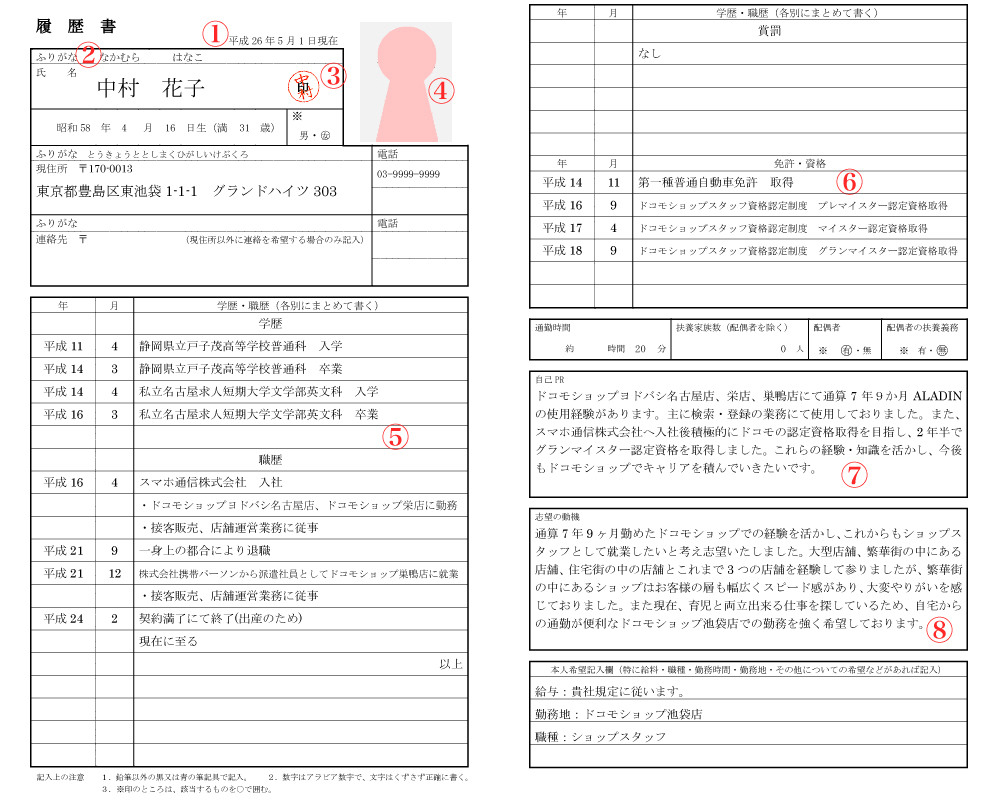 履 歴 書
①
平成 26 年 5 月 1 日現在
ふりがな ② なかむら はなこ
氏 名
中村 花子
印 中村 ③
④
昭和 58 年 4 月 16 日生（満 31 歳）
※
男・㊛
ふりがな とうきょうととしまくひがしいけぶくろ
電話
現住所 〒170-0013
03-9999-9999
東京都豊島区東池袋 1-1-1 グランドハイツ 303
ふりがな
電話
連絡先 〒 （現住所以外に連絡を希望する場合のみ記入）
年 月 学歴・職歴（各別にまとめて書く）
学歴
平成 11 4 静岡県立戸子茂高等学校普通科 入学
平成 14 3 静岡県立戸子茂高等学校普通科 卒業
平成 14 4 私立名古屋求人短期大学文学部英文科 入学
平成 16 3 私立名古屋求人短期大学文学部英文科 卒業
⑤
職歴
平成 16 4 スマホ通信株式会社 入社
・ドコモショップヨドバシ名古屋店、ドコモショップ栄店に勤務
・接客販売、店舗運営業務に従事
平成 21 9 一身上の都合により退職
平成 21 12 株式会社携帯パーソンから派遣社員としてドコモショップ巣鴨店に就業
・接客販売、店舗運営業務に従事
平成 24 2 契約満了にて終了(出産のため)
現在に至る
以上
記入上の注意 １．鉛筆以外の黒又は青の筆記具で記入。 ２．数字はアラビア数字で、文字はくずさず正確に書く。
３．※印のところは、該当するものを○で囲む。
年 月 学歴・職歴（各別にまとめて書く）
賞罰
なし
年 月 免許・資格
平成 14 11 第一種普通自動車免許 取得 ⑥
平成 16 9 ドコモショップスタッフ資格認定制度 プレマイスター認定資格取得
平成 17 4 ドコモショップスタッフ資格認定制度 マイスター認定資格取得
平成 18 9 ドコモショップスタッフ資格認定制度 グランマイスター認定資格取得
通勤時間
約 時間 20 分
扶養家族数（配偶者を除く）
0 人
配偶者
※ ㊒・無
配偶者の扶養義務
※ 有・㊋無
自己 PR
ドコモショップヨドバシ名古屋店、栄店、巣鴨店にて通算 7 年９か月 ALADIN
の使用経験があります。主に検索・登録の業務にて使用しておりました。また、
スマホ通信株式会社へ入社後積極的にドコモの認定資格取得を目指し、2 年半で
グランマイスター認定資格を取得しました。これらの経験・知識を活かし、今後
もドコモショップでキャリアを積んでいきたいです。
⑦
志望の動機
通算 7 年 9 ヶ月勤めたドコモショップでの経験を活かし、これからもショップス
タッフとして就業したいと考え志望いたしました。大型店舗、繁華街の中にある
店舗、住宅街の中の店舗とこれまで 3 つの店舗を経験して参りましたが、繁華街
の中にあるショップはお客様の層も幅広くスピード感があり、大変やりがいを感
じておりました。また現在、育児と両立出来る仕事を探しているため、自宅から
の通勤が便利なドコモショップ池袋店での勤務を強く希望しております。
⑧
本人希望記入欄（特に給料・職種・勤務時間・勤務地・その他についての希望などがあれば記入）
給与：貴社規定に従います。
勤務地：ドコモショップ池袋店
職種：ショップスタッフ